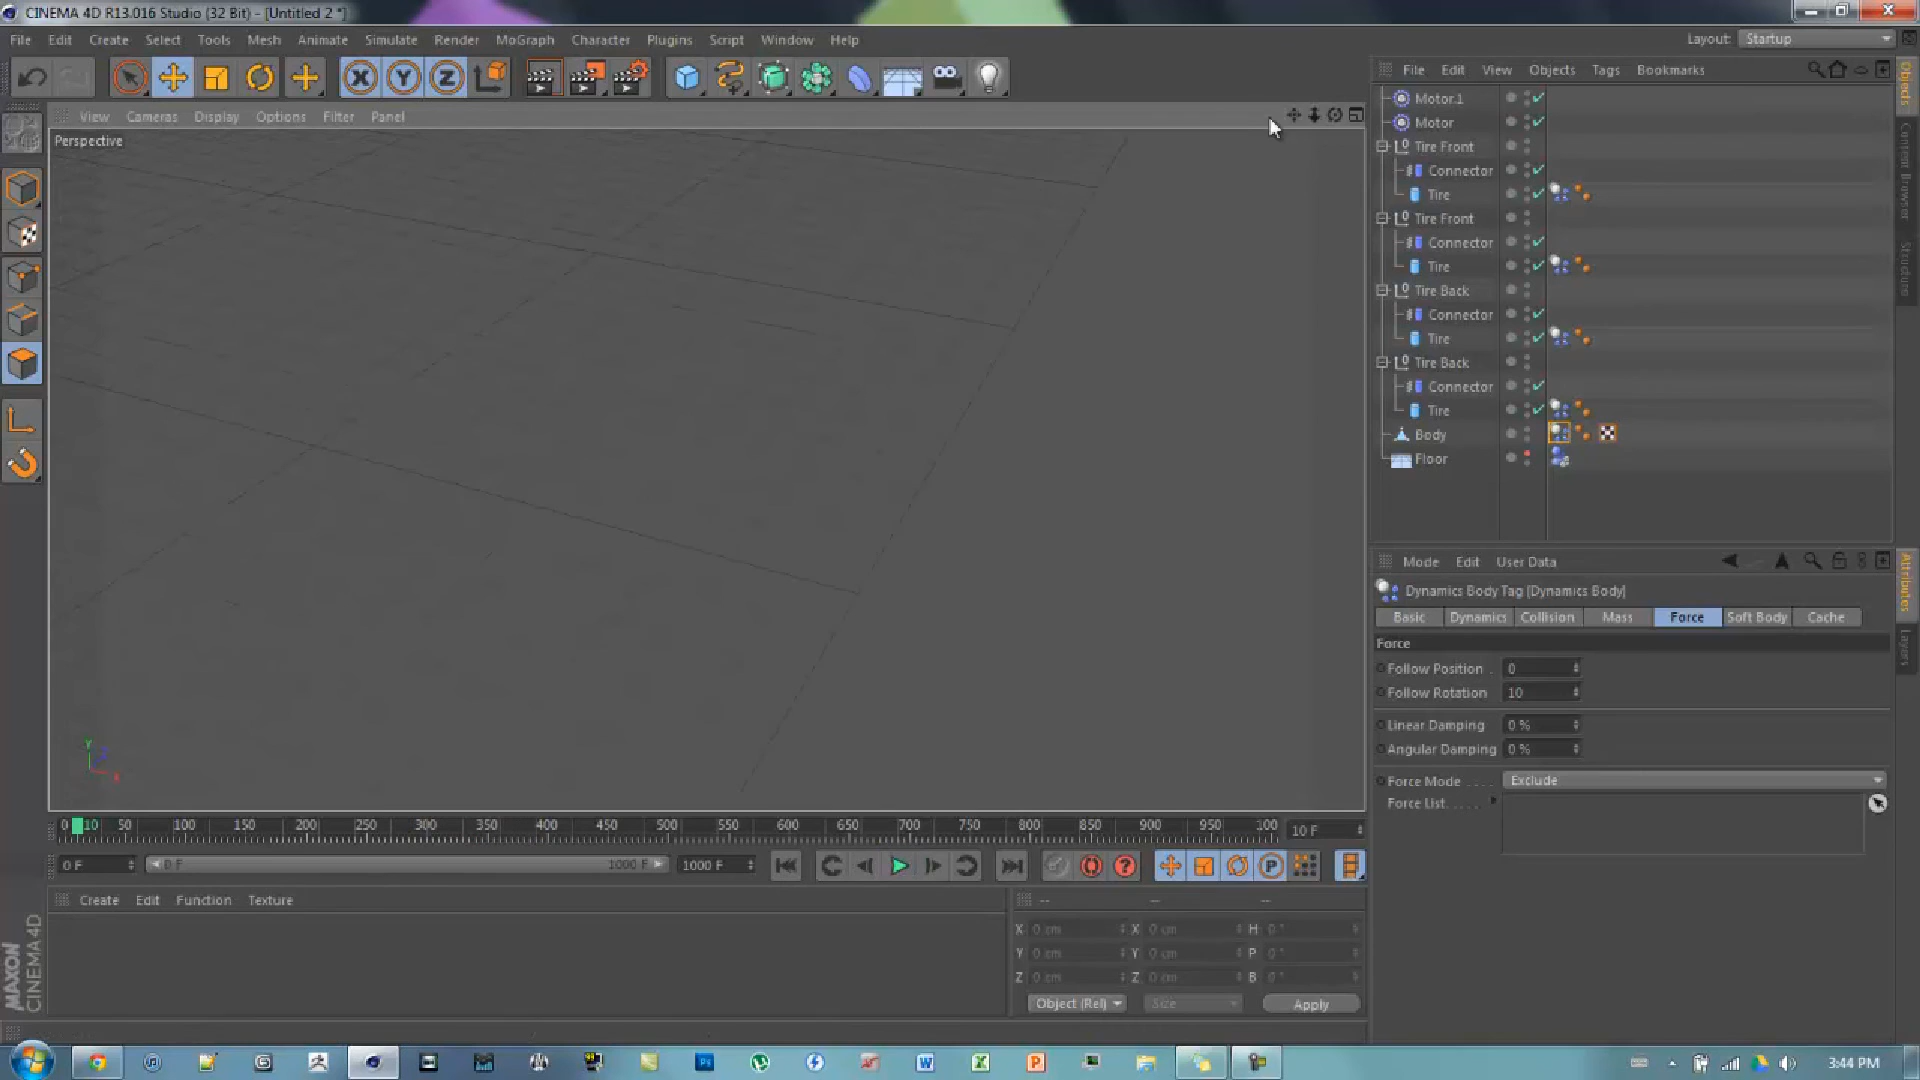 CINEMA 4D R13.016 Studio (32 Bit) - [Untitled 2 *]
File Edit Create Select Tools Mesh Animate Simulate Render MoGraph Character Plugins Script Window Help
Layout: Startup
View Cameras Display Options Filter Panel
Perspective
Y
Z
X
File Edit View Objects Tags Bookmarks
Motor.1
Motor
Tire Front
Connector
Tire
Tire Front
Connector
Tire
Tire Back
Connector
Tire
Tire Back
Connector
Tire
Body
Floor
Objects
Content Browser
Structure
Mode Edit User Data
Dynamics Body Tag [Dynamics Body]
Basic Dynamics Collision Mass Force Soft Body Cache
Force
Follow Position . 0
Follow Rotation 10
Linear Damping 0 %
Angular Damping 0 %
Force Mode . . . . Exclude
Force List. . . . .
Attributes
Layers
0 10 50 100 150 200 250 300 350 400 450 500 550 600 650 700 750 800 850 900 950 100 10 F
0 F 0 F 1000 F 1000 F
Create Edit Function Texture
-- -- --
X 0 cm X 0 cm H 0 °
Y 0 cm Y 0 cm P 0 °
Z 0 cm Z 0 cm B 0 °
Object (Rel) Size Apply
MAXON
CINEMA 4D
3:44 PM